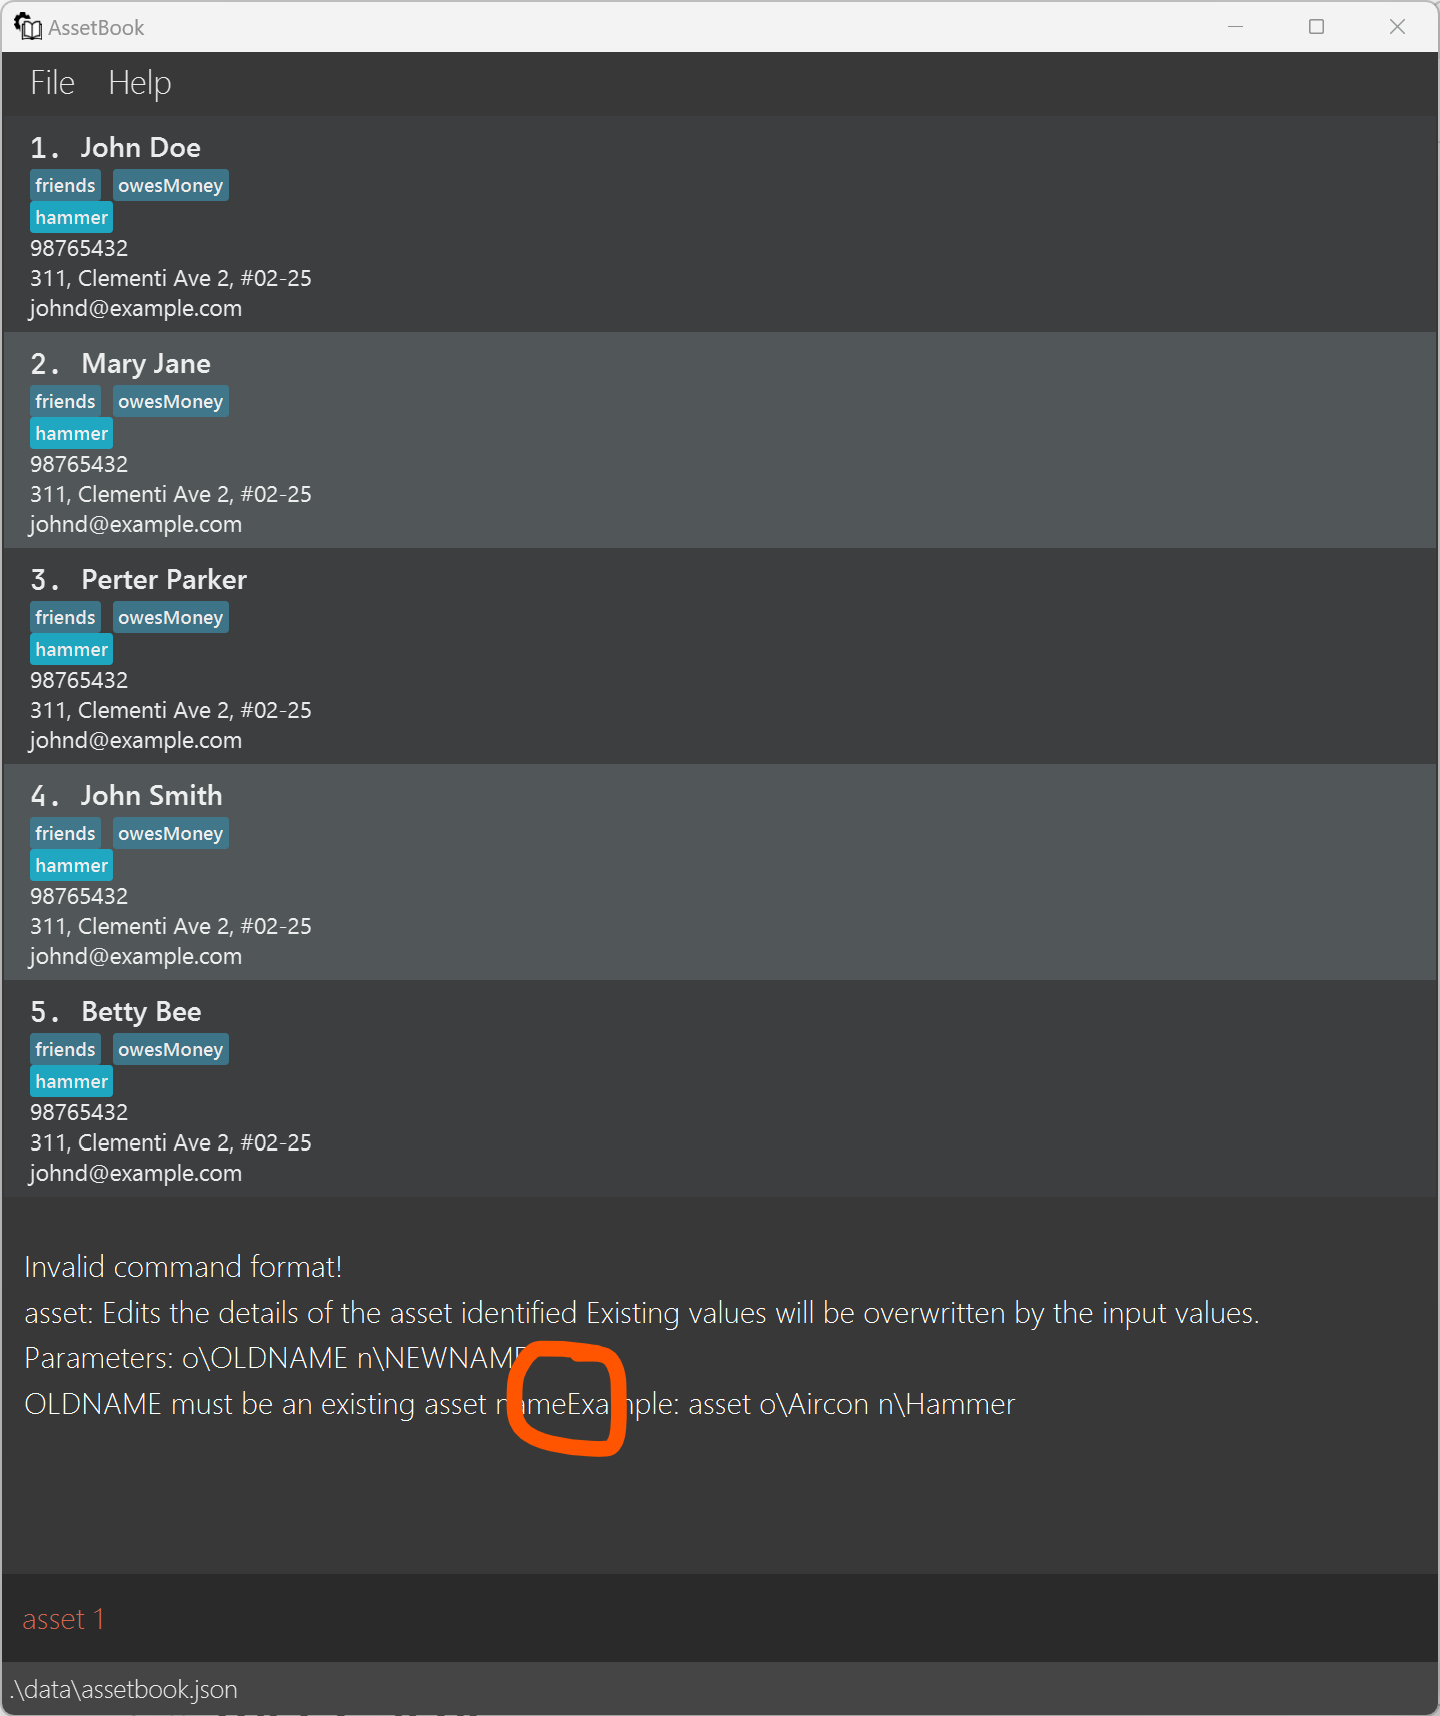 AssetBook
File Help
1. John Doe
friends owesMoney
hammer
98765432
311, Clementi Ave 2, #02-25
johnd@example.com
2. Mary Jane
friends owesMoney
hammer
98765432
311, Clementi Ave 2, #02-25
johnd@example.com
3. Perter Parker
friends owesMoney
hammer
98765432
311, Clementi Ave 2, #02-25
johnd@example.com
4. John Smith
friends owesMoney
hammer
98765432
311, Clementi Ave 2, #02-25
johnd@example.com
5. Betty Bee
friends owesMoney
hammer
98765432
311, Clementi Ave 2, #02-25
johnd@example.com
Invalid command format!
asset: Edits the details of the asset identified Existing values will be overwritten by the input values.
Parameters: o\OLDNAME n\NEWNAME
OLDNAME must be an existing asset nameExample: asset o\Aircon n\Hammer
asset 1
.\data\assetbook.json